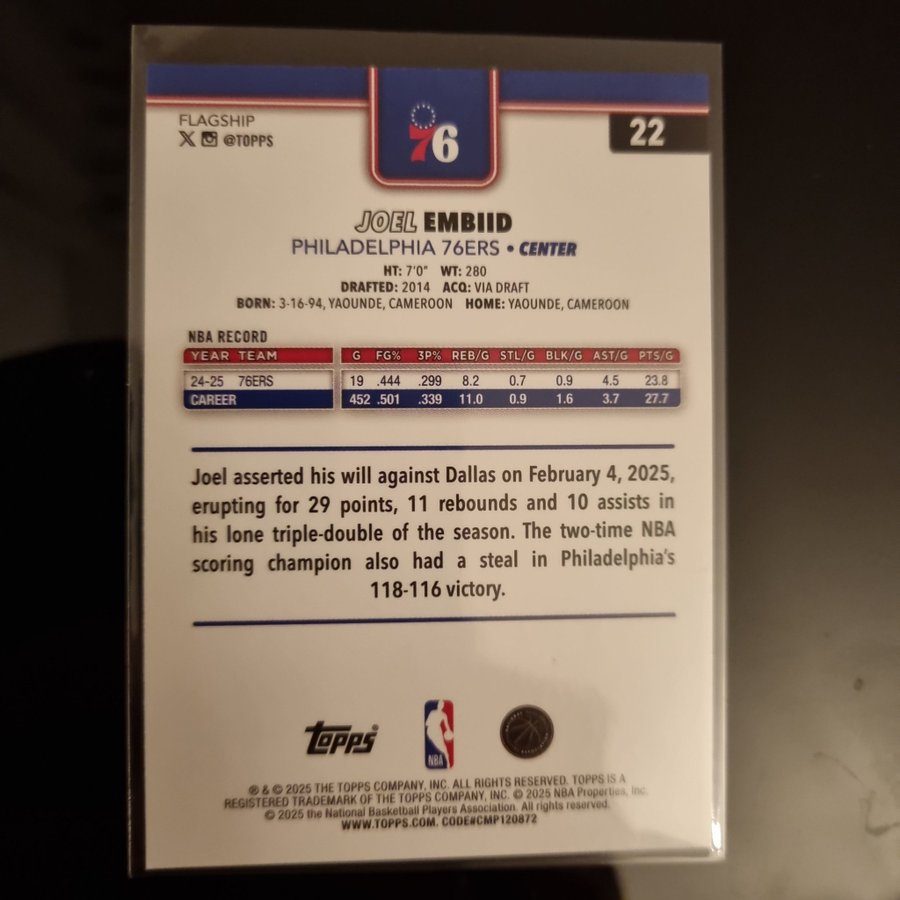 FLAGSHIP
@TOPPS
76
22
JOEL EMBIID
PHILADELPHIA 76ERS • CENTER
HT: 7'0" WT: 280
DRAFTED: 2014 ACQ: VIA DRAFT
BORN: 3-16-94, YAOUNDE, CAMEROON HOME: YAOUNDE, CAMEROON
NBA RECORD
YEAR TEAM G FG% 3P% REB/G STL/G BLK/G AST/G PTS/G
24-25 76ERS 19 .444 .299 8.2 0.7 0.9 4.5 23.8
CAREER 452 .501 .339 11.0 0.9 1.6 3.7 27.7
Joel asserted his will against Dallas on February 4, 2025,
erupting for 29 points, 11 rebounds and 10 assists in
his lone triple-double of the season. The two-time NBA
scoring champion also had a steal in Philadelphia's
118-116 victory.
Topps®
NBA
® & © 2025 THE TOPPS COMPANY, INC. ALL RIGHTS RESERVED. TOPPS IS A
REGISTERED TRADEMARK OF THE TOPPS COMPANY, INC. © 2025 NBA Properties, Inc.
© 2025 the National Basketball Players Association. All rights reserved.
WWW.TOPPS.COM. CODE#CMP120872